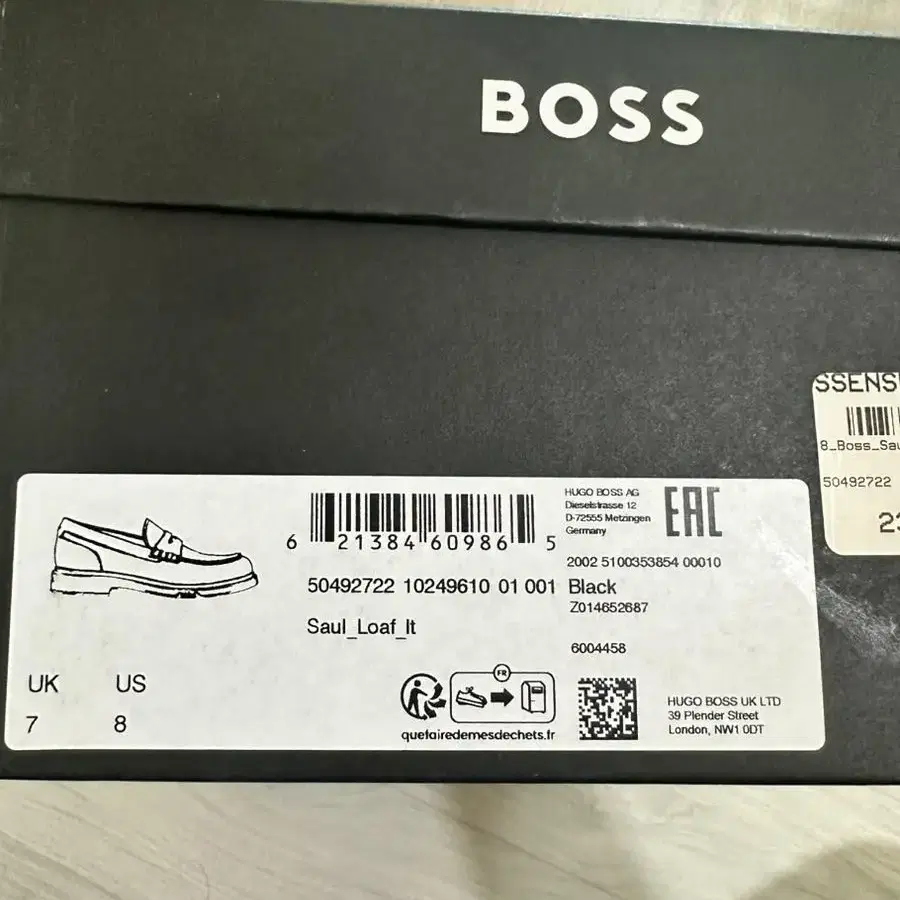 BOSS
SSENS
8_Boss_Sau
50492722
23
6 21384 60986 5
HUGO BOSS AG
Dieselstrasse 12
D-72555 Metzingen
Germany
EAC
2002 5100353854 00010
50492722 10249610 01 001 Black
Z014652687
Saul_Loaf_lt
6004458
UK US
7 8
FR
quefairedemesdechets.fr
HUGO BOSS UK LTD
39 Plender Street
London, NW1 0DT